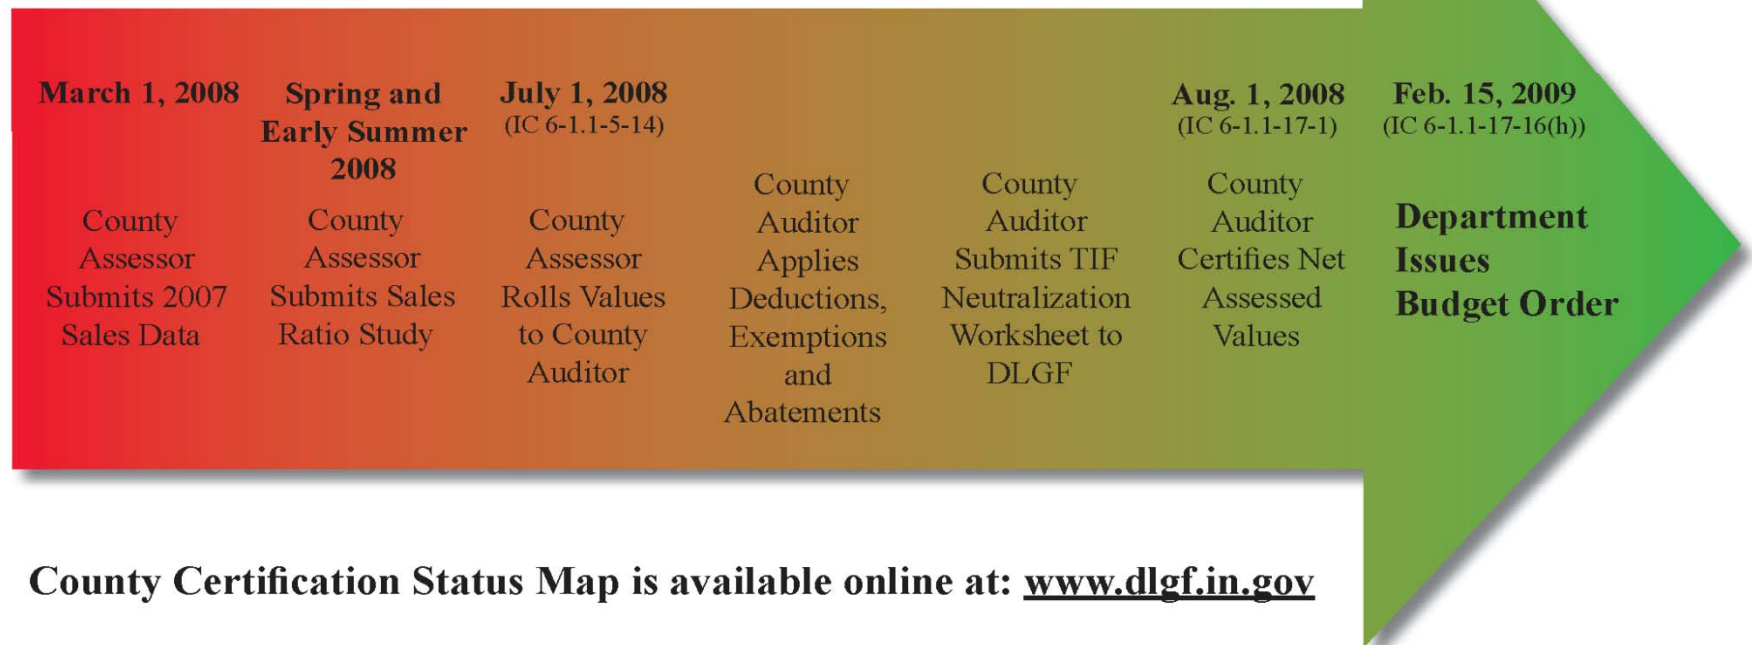 March 1, 2008
County
Assessor
Submits 2007
Sales Data
Spring and
Early Summer
2008
County
Assessor
Submits Sales
Ratio Study
July 1, 2008
(IC 6-1.1-5-14)
County
Assessor
Rolls Values
to County
Auditor
County
Auditor
Applies
Deductions,
Exemptions
and
Abatements
County
Auditor
Submits TIF
Neutralization
Worksheet to
DLGF
Aug. 1, 2008
(IC 6-1.1-17-1)
County
Auditor
Certifies Net
Assessed
Values
Feb. 15, 2009
(IC 6-1.1-17-16(h))
Department
Issues
Budget Order
County Certification Status Map is available online at: www.dlgf.in.gov